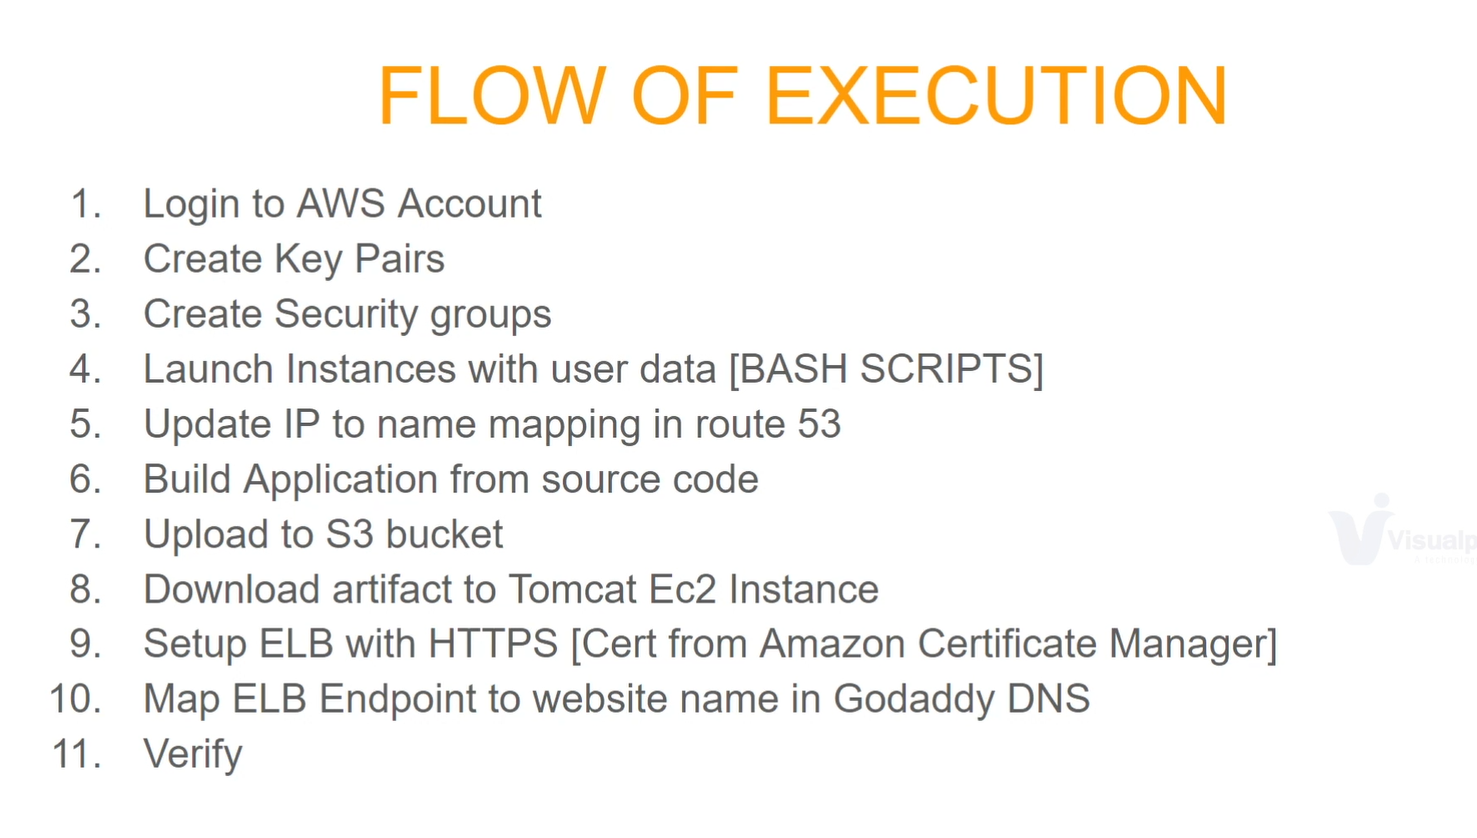 FLOW OF EXECUTION
1. Login to AWS Account
2. Create Key Pairs
3. Create Security groups
4. Launch Instances with user data [BASH SCRIPTS]
5. Update IP to name mapping in route 53
6. Build Application from source code
7. Upload to S3 bucket
8. Download artifact to Tomcat Ec2 Instance
9. Setup ELB with HTTPS [Cert from Amazon Certificate Manager]
10. Map ELB Endpoint to website name in Godaddy DNS
11. Verify
Visualp